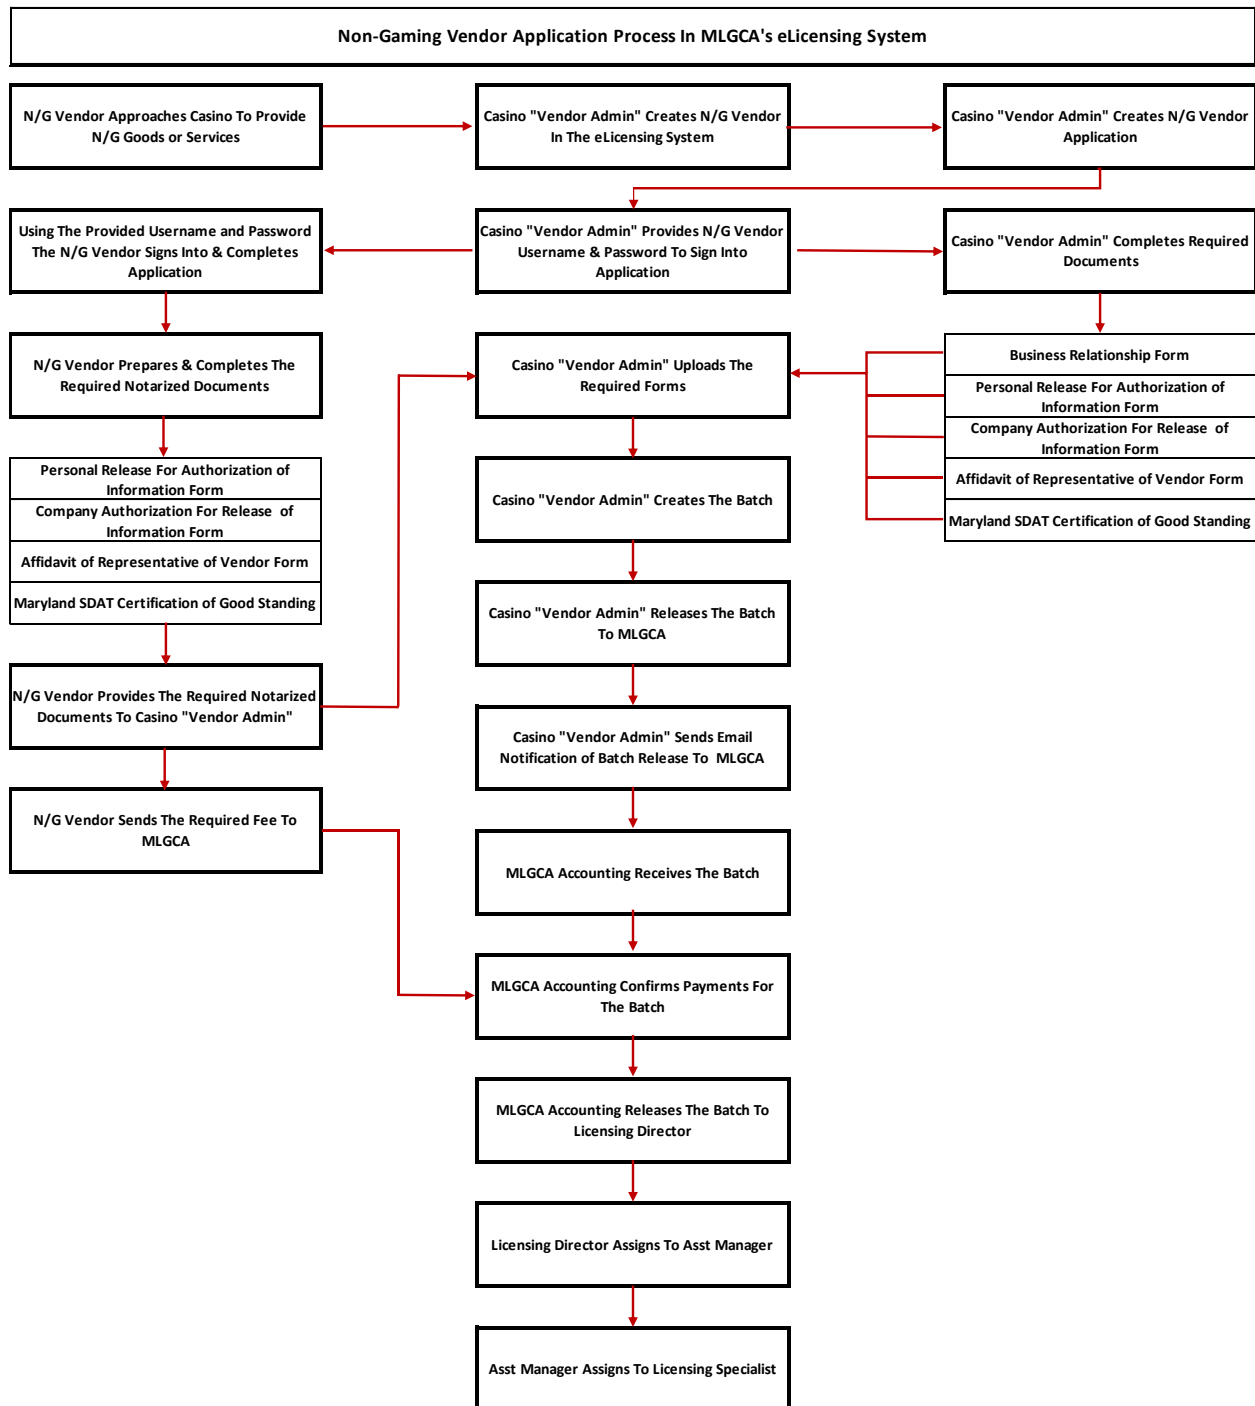 Non-Gaming Vendor Application Process In MLGCA's eLicensing System
N/G Vendor Approaches Casino To Provide
N/G Goods or Services
Casino "Vendor Admin" Creates N/G Vendor
In The eLicensing System
Casino "Vendor Admin" Creates N/G Vendor
Application
Using The Provided Username and Password
The N/G Vendor Signs Into & Completes
Application
Casino "Vendor Admin" Provides N/G Vendor
Username & Password To Sign Into
Application
Casino "Vendor Admin" Completes Required
Documents
N/G Vendor Prepares & Completes The
Required Notarized Documents
Casino "Vendor Admin" Uploads The
Required Forms
Business Relationship Form
Personal Release For Authorization of
Information Form
Company Authorization For Release of
Information Form
Affidavit of Representative of Vendor Form
Maryland SDAT Certification of Good Standing
Personal Release For Authorization of
Information Form
Company Authorization For Release of
Information Form
Affidavit of Representative of Vendor Form
Maryland SDAT Certification of Good Standing
Casino "Vendor Admin" Creates The Batch
Casino "Vendor Admin" Releases The Batch
To MLGCA
N/G Vendor Provides The Required Notarized
Documents To Casino "Vendor Admin"
Casino "Vendor Admin" Sends Email
Notification of Batch Release To MLGCA
N/G Vendor Sends The Required Fee To
MLGCA
MLGCA Accounting Receives The Batch
MLGCA Accounting Confirms Payments For
The Batch
MLGCA Accounting Releases The Batch To
Licensing Director
Licensing Director Assigns To Asst Manager
Asst Manager Assigns To Licensing Specialist